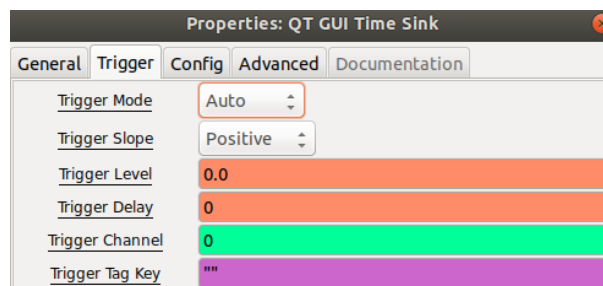 Properties: QT GUI Time Sink
General Trigger Config Advanced Documentation
Trigger Mode Auto
Trigger Slope Positive
Trigger Level 0.0
Trigger Delay 0
Trigger Channel 0
Trigger Tag Key ""